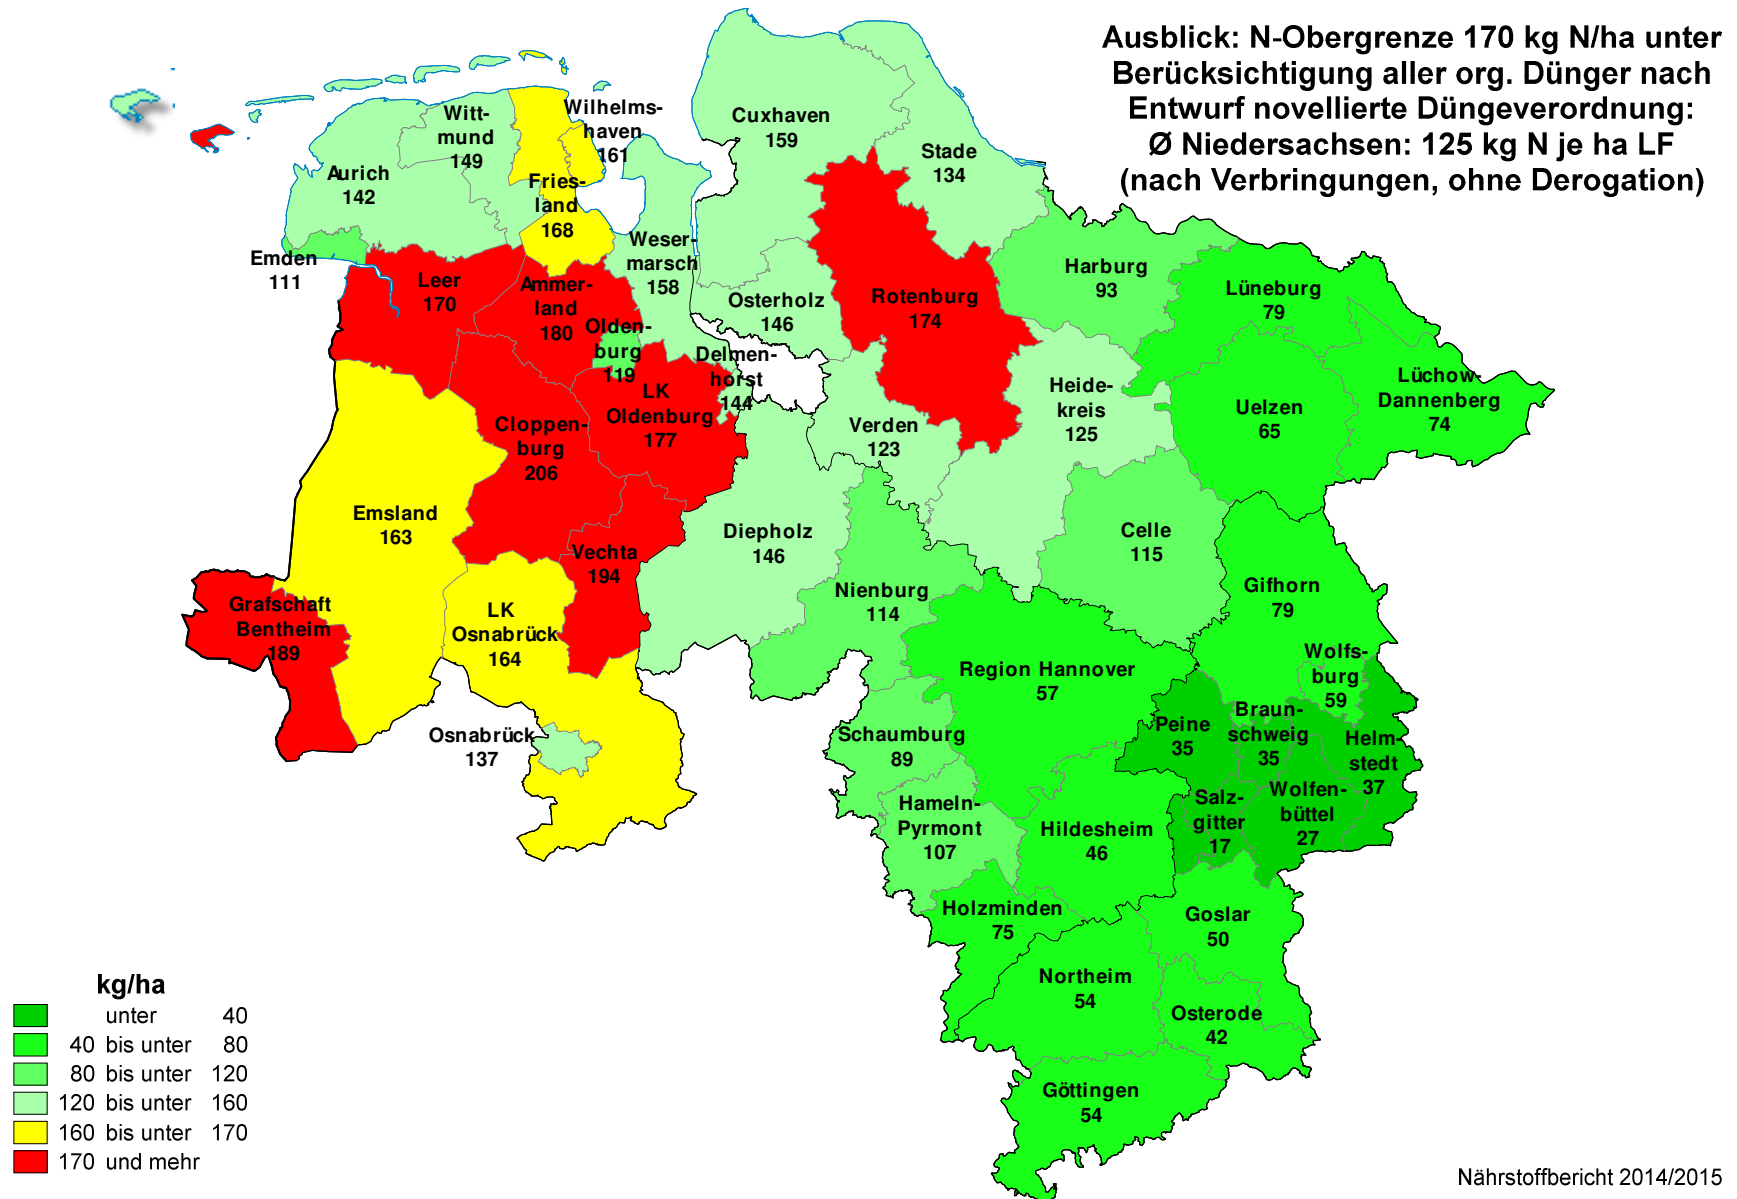 Ausblick: N-Obergrenze 170 kg N/ha unter
Berücksichtigung aller org. Dünger nach
Entwurf novellierte Düngeverordnung:
Ø Niedersachsen: 125 kg N je ha LF
(nach Verbringungen, ohne Derogation)
Witt-
mund
149
Wilhelms-
haven
161
Cuxhaven
159
Stade
134
Aurich
142
Fries-
land
168
Emden
111
Weser-
marsch
158
Leer
170
Ammer-
land
180
Olden-
burg
119
Osterholz
146
Rotenburg
174
Harburg
93
Lüneburg
79
Delmen-
horst
144
LK
Oldenburg
177
Heide-
kreis
125
Uelzen
65
Lüchow-
Dannenberg
74
Cloppen-
burg
206
Verden
123
Emsland
163
Vechta
194
Diepholz
146
Celle
115
Nienburg
114
Gifhorn
79
Grafschaft
Bentheim
189
LK
Osnabrück
164
Region Hannover
57
Wolfs-
burg
59
Osnabrück
137
Schaumburg
89
Peine
35
Braun-
schweig
35
Helm-
stedt
37
Hameln-
Pyrmont
107
Hildesheim
46
Salz-
gitter
17
Wolfen-
büttel
27
Holzminden
75
Goslar
50
Northeim
54
Osterode
42
Göttingen
54
kg/ha
unter 40
40 bis unter 80
80 bis unter 120
120 bis unter 160
160 bis unter 170
170 und mehr
Nährstoffbericht 2014/2015